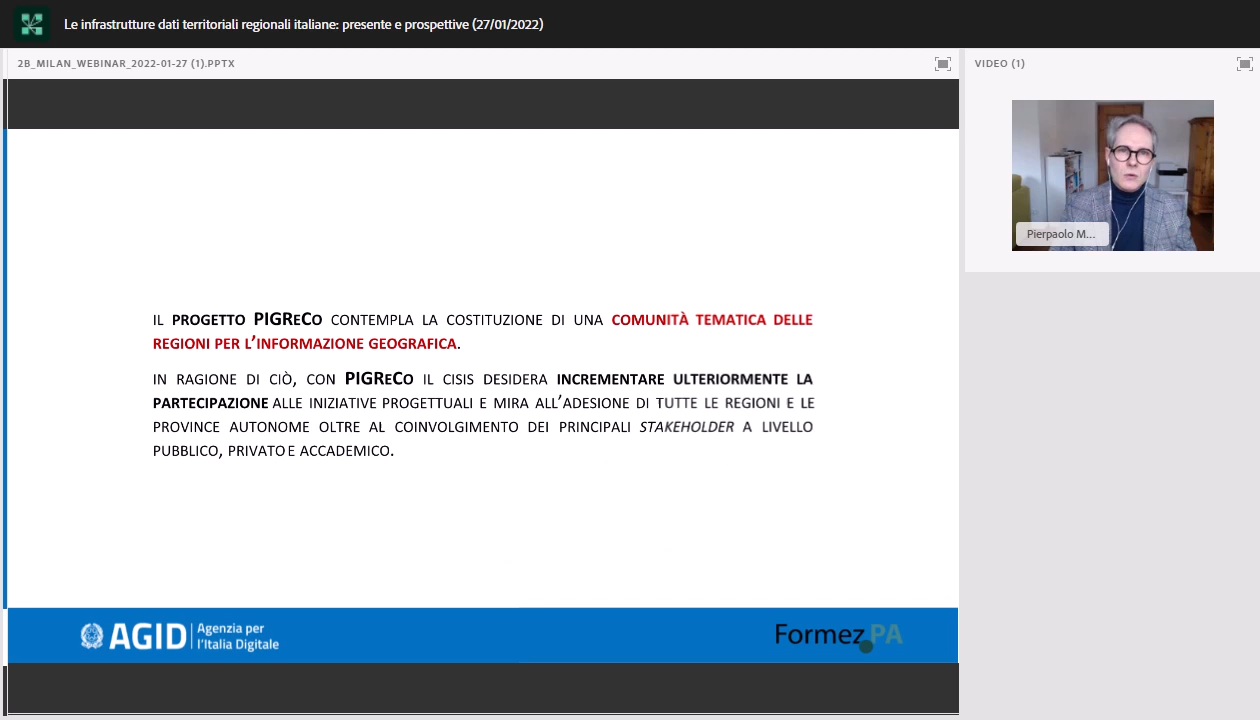 Le infrastrutture dati territoriali regionali italiane: presente e prospettive (27/01/2022)
2B_MILAN_WEBINAR_2022-01-27 (1).PPTX
VIDEO (1)
Pierpaolo M...
IL PROGETTO PIGReCo CONTEMPLA LA COSTITUZIONE DI UNA COMUNITÀ TEMATICA DELLE
REGIONI PER L'INFORMAZIONE GEOGRAFICA.
IN RAGIONE DI CIÒ, CON PIGReCo IL CISIS DESIDERA INCREMENTARE ULTERIORMENTE LA
PARTECIPAZIONE ALLE INIZIATIVE PROGETTUALI E MIRA ALL'ADESIONE DI TUTTE LE REGIONI E LE
PROVINCE AUTONOME OLTRE AL COINVOLGIMENTO DEI PRINCIPALI STAKEHOLDER A LIVELLO
PUBBLICO, PRIVATO E ACCADEMICO.
AGID Agenzia per
l'Italia Digitale
Formez PA